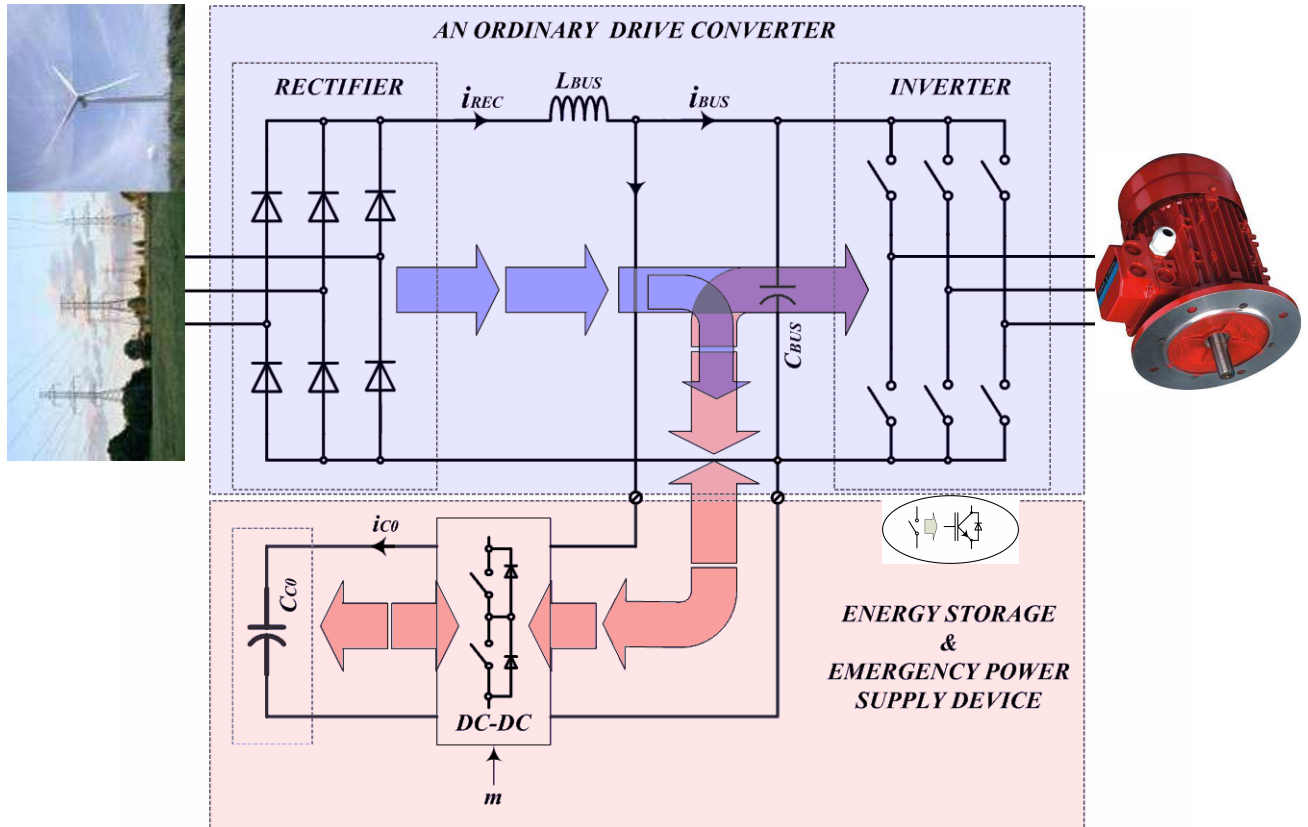 AN ORDINARY DRIVE CONVERTER
RECTIFIER
iREC
LBUS
iBUS
INVERTER
CBUS
iC0
CC0
DC-DC
m
ENERGY STORAGE
&
EMERGENCY POWER
SUPPLY DEVICE